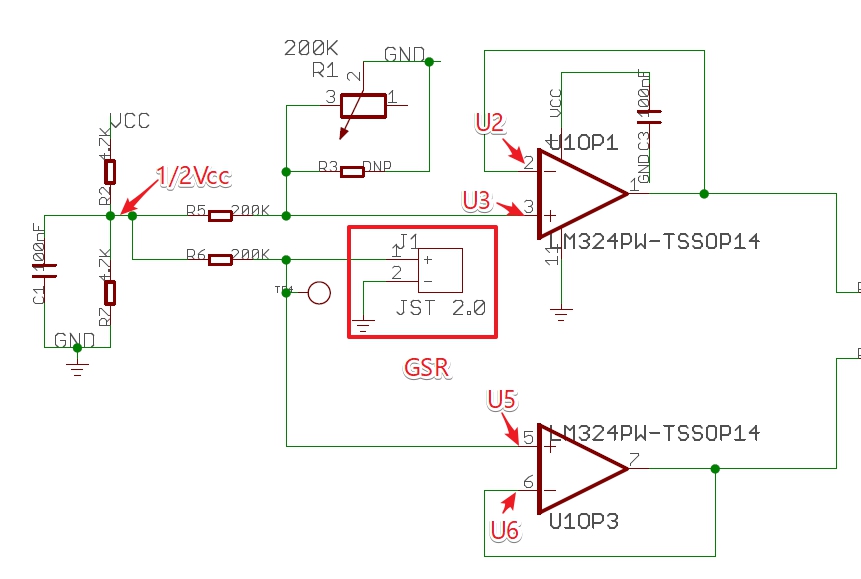 200K
R1
GND
2
3
1
VCC
4.7K
R2
1/2Vcc
R3
DNP
R5
200K
R6
200K
C1
100nF
4.7K
R7
GND
J1
1
+
2
-
JST 2.0
GSR
U2
U3
VCC
4
100nF
C3
GND
U1OP1
2
-
3
+
1
11
LM324PW-TSSOP14
U5
U6
LM324PW-TSSOP14
5
+
6
-
7
U1OP3